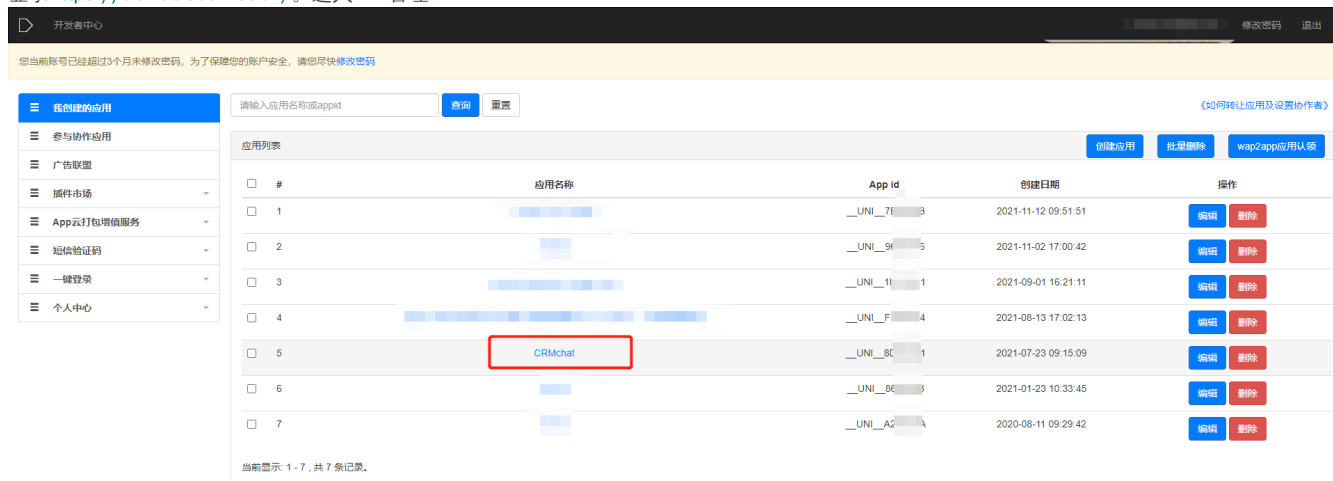 开发者中心 修改密码 退出
您当前账号已经超过3个月未修改密码，为了保障您的账户安全，请您尽快修改密码
我创建的应用
请输入应用名称或appid 查询 重置 《如何转让应用及设置协作者》
参与协作应用
应用列表 创建应用 批量删除 wap2app应用认领
广告联盟
# 应用名称 App id 创建日期 操作
插件市场
1 __UNI__7 2021-11-12 09:51:51 编辑 删除
App云打包增值服务
2 __UNI__9 2021-11-02 17:00:42 编辑 删除
短信验证码
一键登录
3 __UNI__1 1 2021-09-01 16:21:11 编辑 删除
个人中心
4 __UNI__F 4 2021-08-13 17:02:13 编辑 删除
5 CRMchat __UNI__8 1 2021-07-23 09:15:09 编辑 删除
6 __UNI__8 2021-01-23 10:33:45 编辑 删除
7 __UNI__A2 2020-08-11 09:29:42 编辑 删除
当前显示: 1 - 7 , 共 7 条记录。